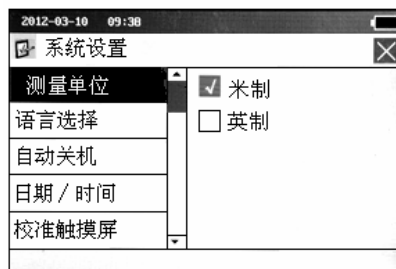 2012-03-10 09:38
系统设置
测量单位
语言选择
自动关机
日期／时间
校准触摸屏
米制
英制